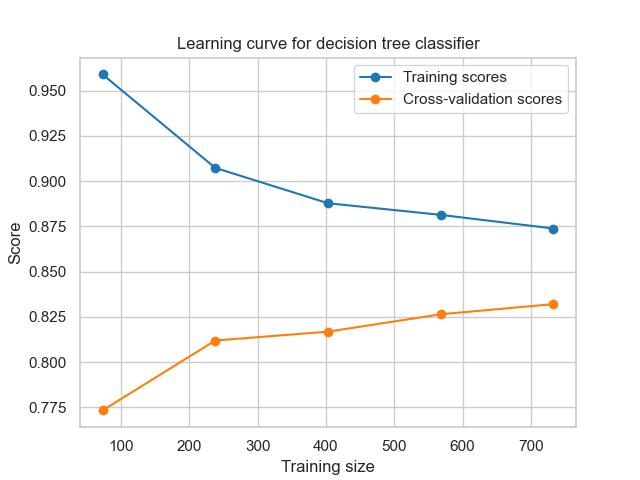 Learning curve for decision tree classifier
Training scores
Cross-validation scores
0.950
0.925
0.900
0.875
0.850
0.825
0.800
0.775
Score
100 200 300 400 500 600 700
Training size